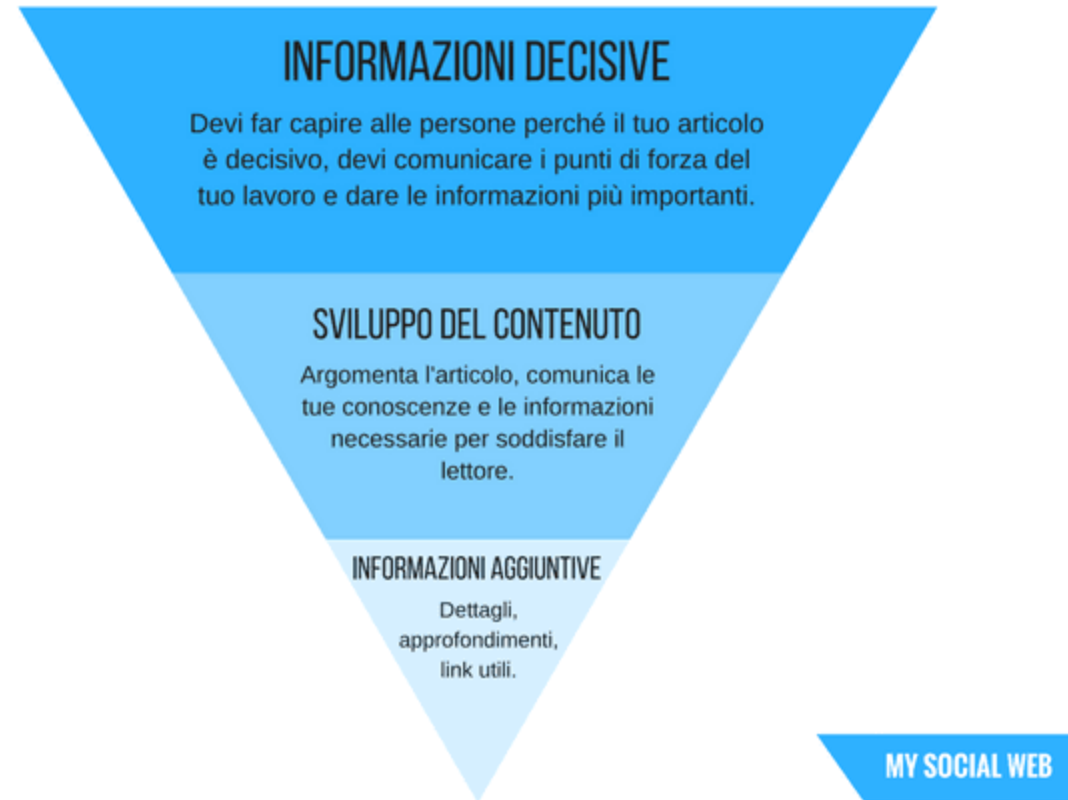 INFORMAZIONI DECISIVE
Devi far capire alle persone perché il tuo articolo
è decisivo, devi comunicare i punti di forza del
tuo lavoro e dare le informazioni più importanti.
SVILUPPO DEL CONTENUTO
Argomenta l'articolo, comunica le
tue conoscenze e le informazioni
necessarie per soddisfare il
lettore.
INFORMAZIONI AGGIUNTIVE
Dettagli,
approfondimenti,
link utili.
MY SOCIAL WEB